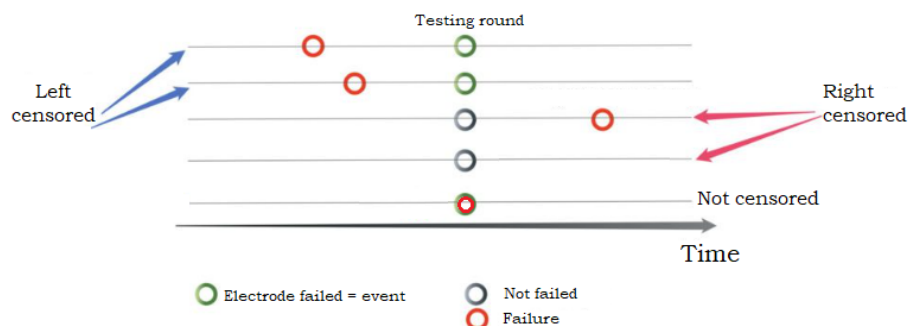 Testing round
Left
censored
Right
censored
Not censored
Time
Electrode failed = event
Not failed
Failure